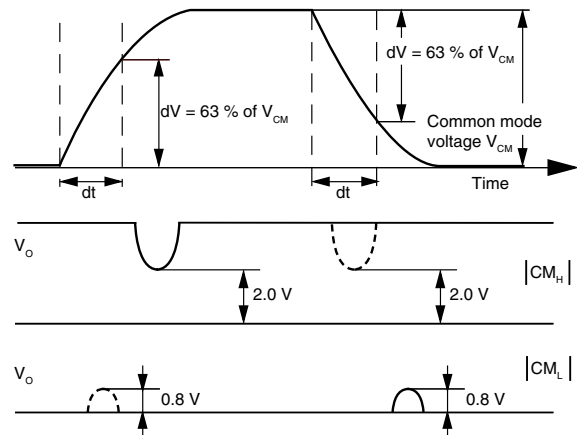 dV = 63 % of V_CM
dV = 63 % of V_CM
Common mode
voltage V_CM
dt
dt
Time
V_O
2.0 V
2.0 V
|CM_H|
V_O
0.8 V
0.8 V
|CM_L|